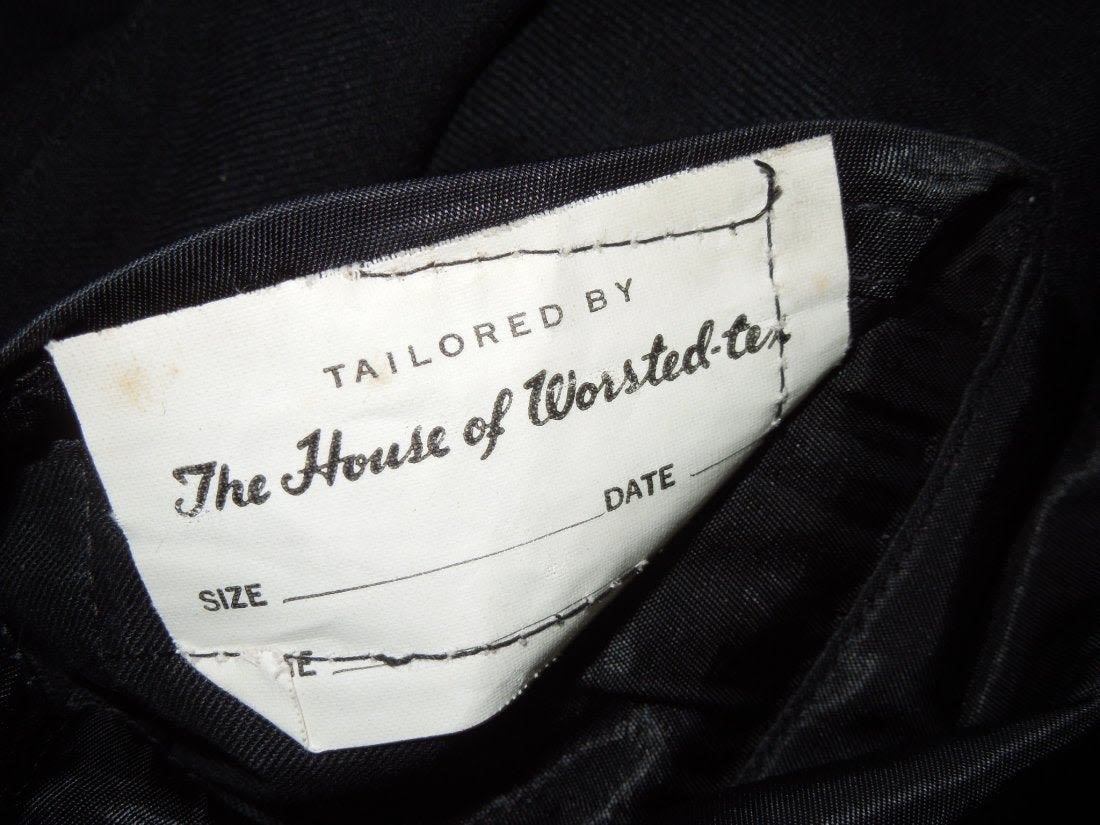 TAILORED BY
The House of Worsted-tex
SIZE DATE